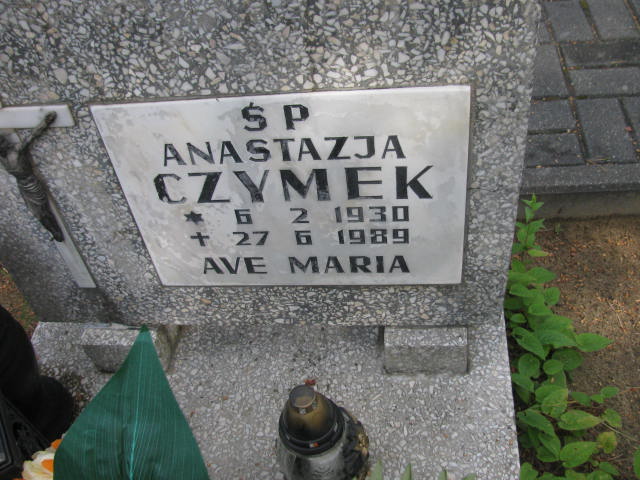 ŚP
ANASTAZJA
CZYMEK
★ 6 2 1930
+ 27 6 1989
AVE MARIA